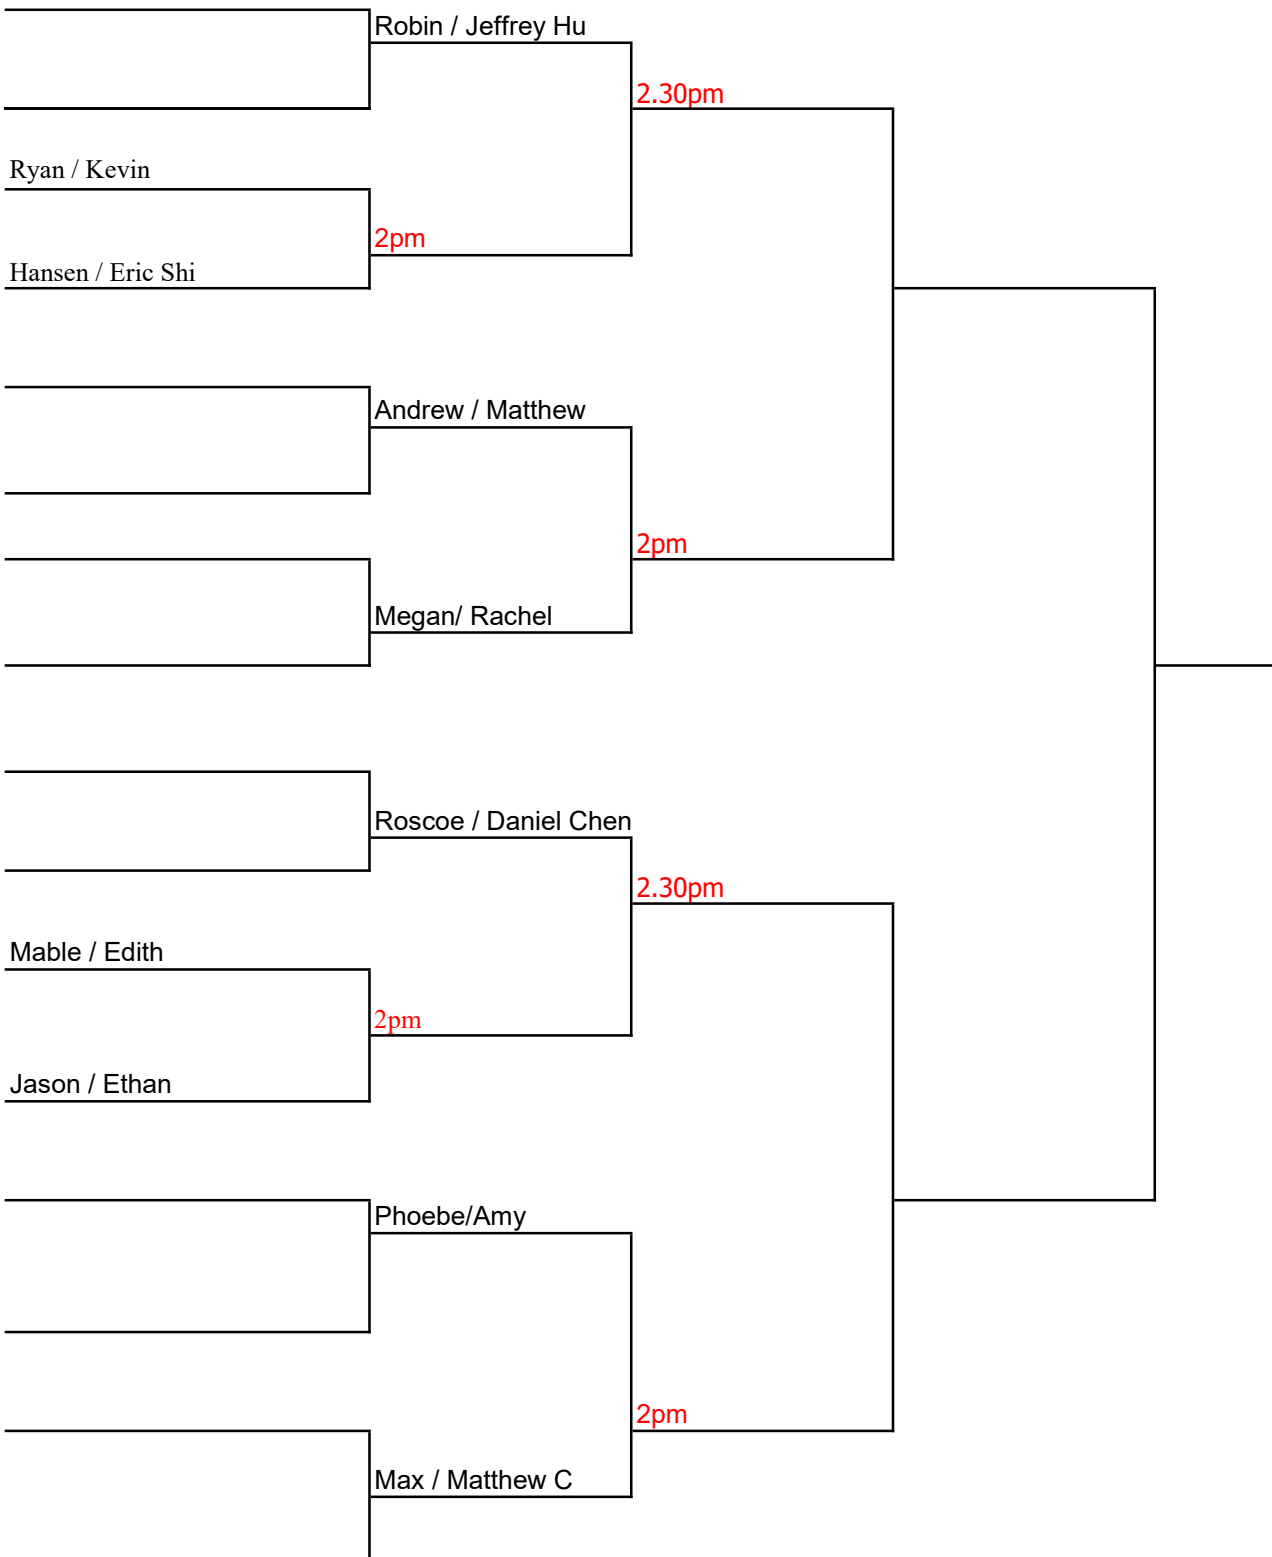 Robin / Jeffrey Hu
2.30pm
Ryan / Kevin
2pm
Hansen / Eric Shi
Andrew / Matthew
2pm
Megan/ Rachel
Roscoe / Daniel Chen
2.30pm
Mable / Edith
2pm
Jason / Ethan
Phoebe/Amy
2pm
Max / Matthew C